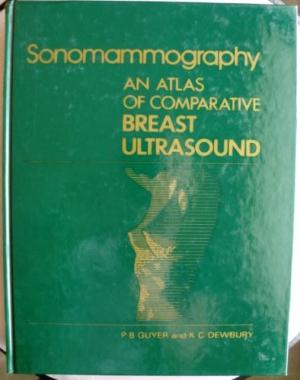 Sonomammography
AN ATLAS
OF COMPARATIVE
BREAST
ULTRASOUND
P B GUYER and K C DEWBURY